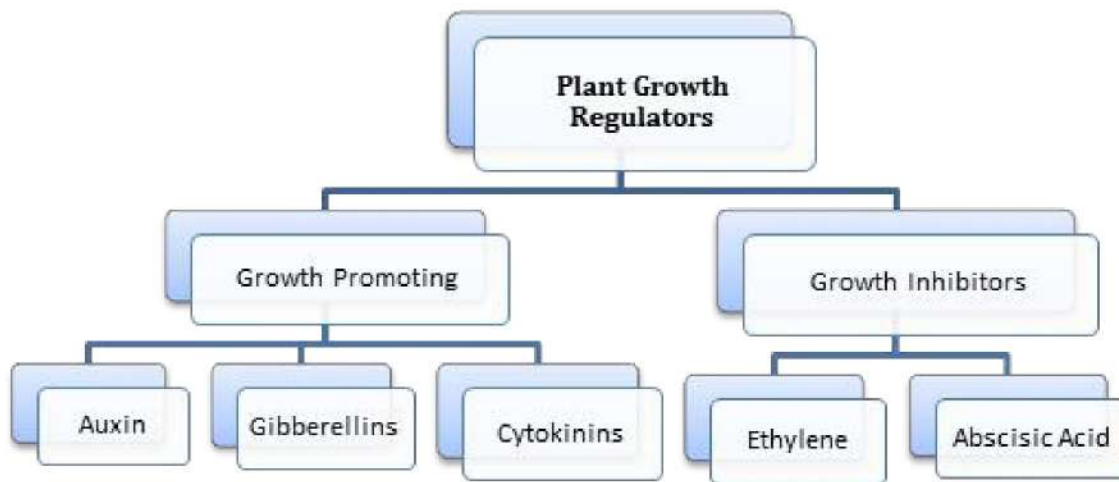 Plant Growth
Regulators
Growth Promoting
Growth Inhibitors
Auxin
Gibberellins
Cytokinins
Ethylene
Abscisic Acid